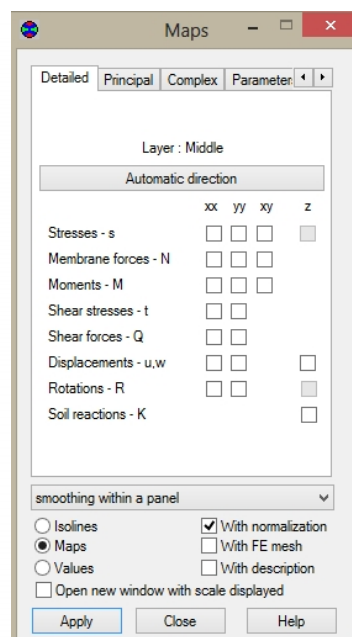 Maps
Detailed Principal Complex Parameter
Layer : Middle
Automatic direction
xx yy xy z
Stresses - s
Membrane forces - N
Moments - M
Shear stresses - t
Shear forces - Q
Displacements - u,w
Rotations - R
Soil reactions - K
smoothing within a panel
Isolines With normalization
Maps With FE mesh
Values With description
Open new window with scale displayed
Apply Close Help